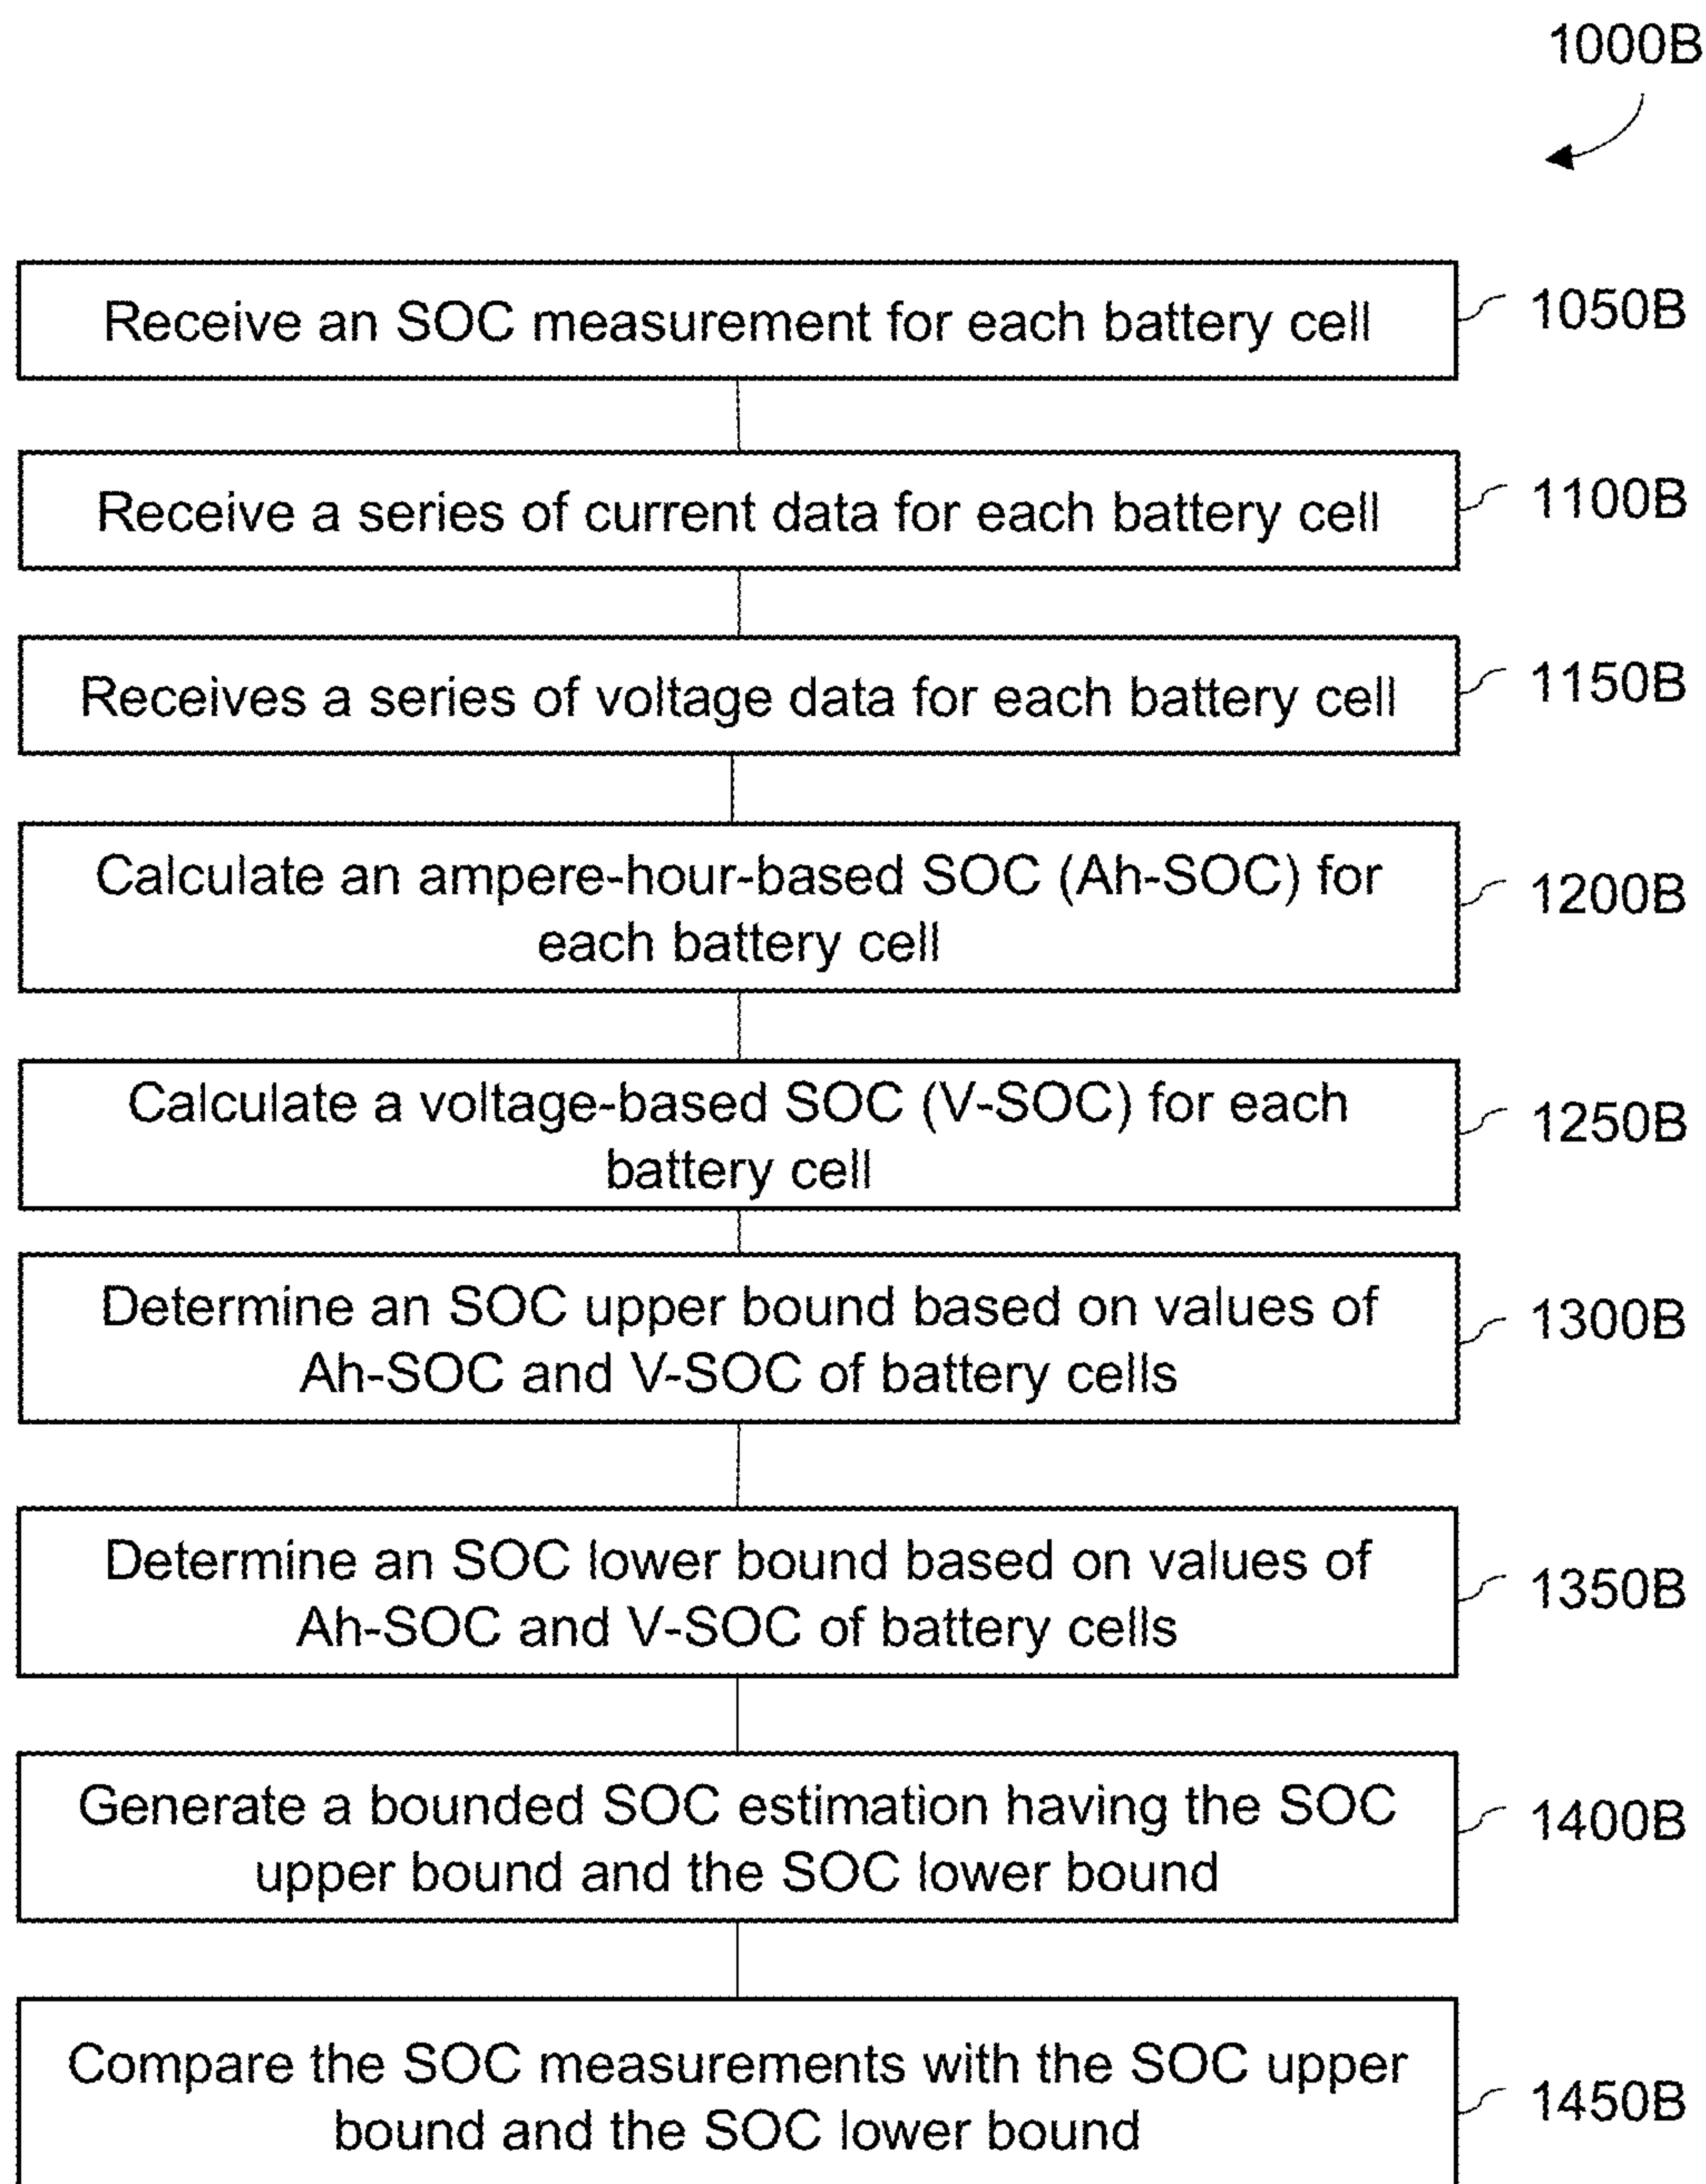 1000B
Receive an SOC measurement for each battery cell
1050B
Receive a series of current data for each battery cell
1100B
Receives a series of voltage data for each battery cell
1150B
Calculate an ampere-hour-based SOC (Ah-SOC) for
each battery cell
1200B
Calculate a voltage-based SOC (V-SOC) for each
battery cell
1250B
Determine an SOC upper bound based on values of
Ah-SOC and V-SOC of battery cells
1300B
Determine an SOC lower bound based on values of
Ah-SOC and V-SOC of battery cells
1350B
Generate a bounded SOC estimation having the SOC
upper bound and the SOC lower bound
1400B
Compare the SOC measurements with the SOC upper
bound and the SOC lower bound
1450B